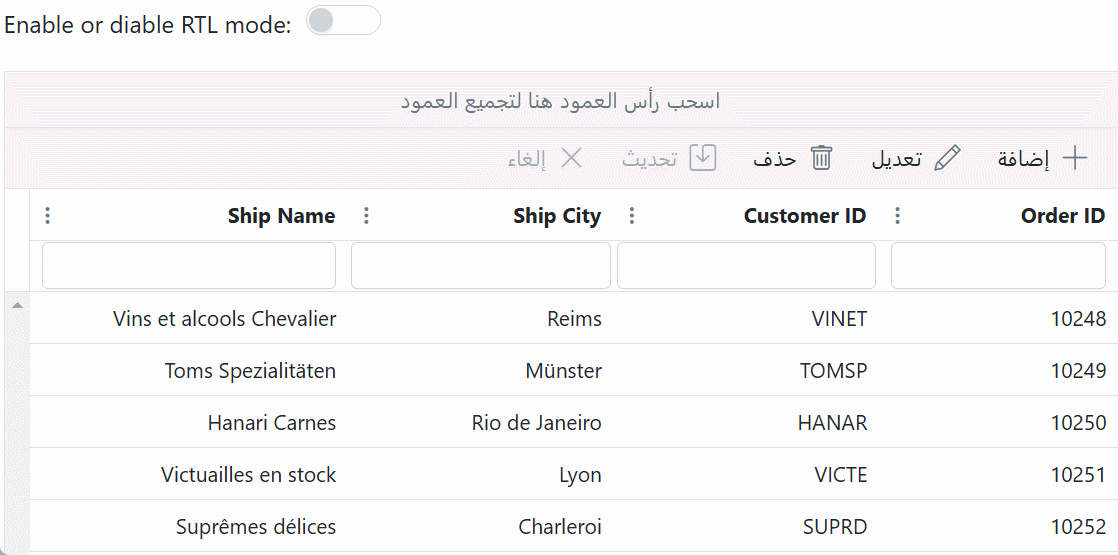 Enable or diable RTL mode:
اسحب رأس العمود هنا لتجميع العمود
إضافة تعديل حذف تحديث إلغاء
Order ID Customer ID Ship City Ship Name
10248 VINET Reims Vins et alcools Chevalier
10249 TOMSP Münster Toms Spezialitäten
10250 HANAR Rio de Janeiro Hanari Carnes
10251 VICTE Lyon Victuailles en stock
10252 SUPRD Charleroi Suprêmes délices